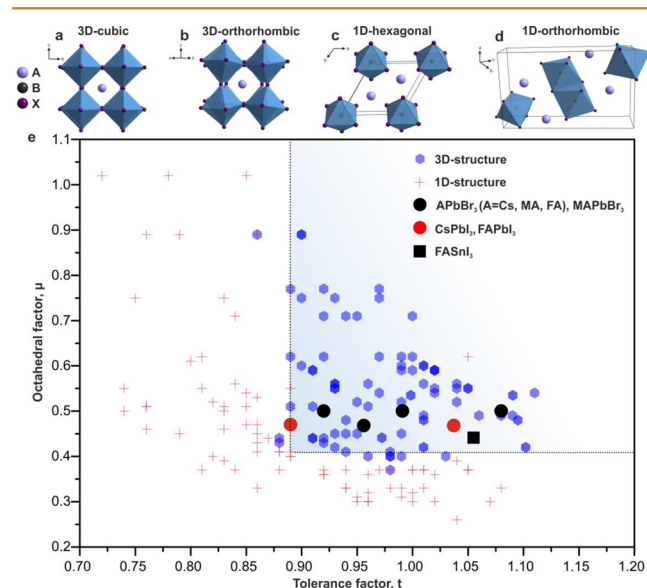 a 3D-cubic
b 3D-orthorhombic
c 1D-hexagonal
d 1D-orthorhombic
A
B
X
e
3D-structure
1D-structure
APbBr₃(A=Cs, MA, FA), MAPbBr₃
CsPbI₃, FAPbI₃
FASnI₃
Octahedral factor, μ
1.1
1.0
0.9
0.8
0.7
0.6
0.5
0.4
0.3
0.2
0.70 0.75 0.80 0.85 0.90 0.95 1.00 1.05 1.10 1.15 1.20
Tolerance factor, t